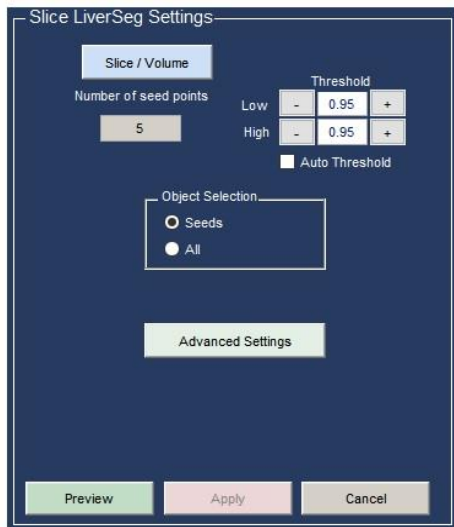 Slice LiverSeg Settings
Slice / Volume
Number of seed points
5
Threshold
Low - 0.95 +
High - 0.95 +
Auto Threshold
Object Selection
Seeds
All
Advanced Settings
Preview Apply Cancel